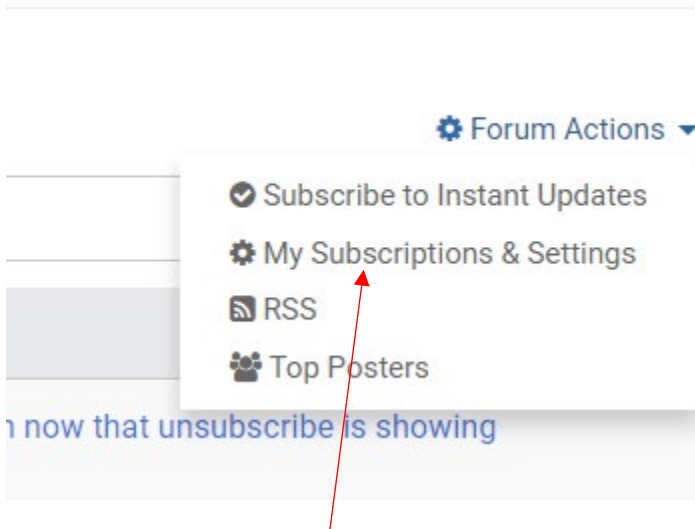 Forum Actions
Subscribe to Instant Updates
My Subscriptions & Settings
RSS
Top Posters
now that unsubscribe is showing